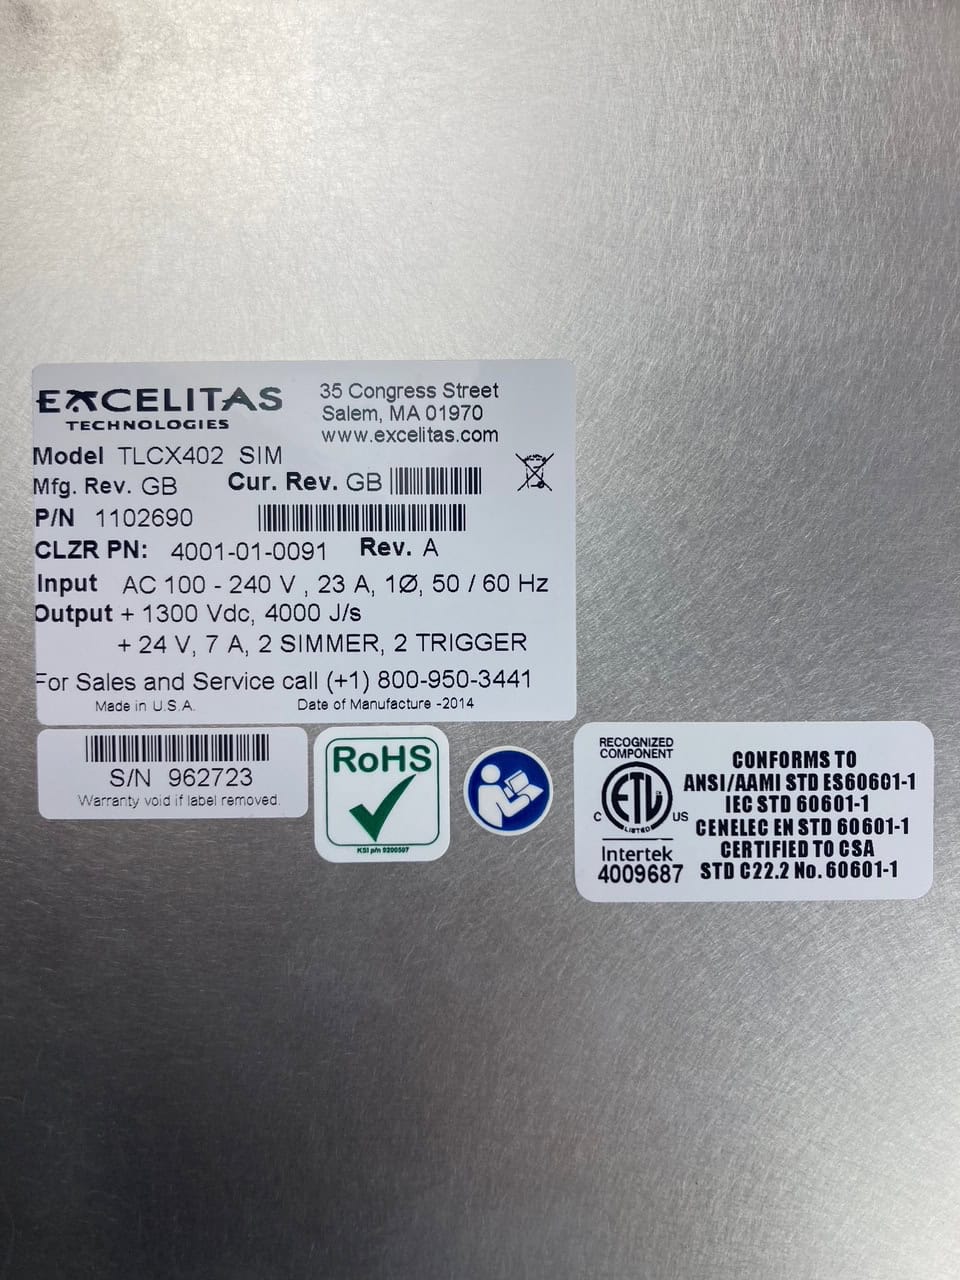 EXCELITAS
TECHNOLOGIES
35 Congress Street
Salem, MA 01970
www.excelitas.com
Model TLCX402 SIM
Mfg. Rev. GB Cur. Rev. GB
P/N 1102690
CLZR PN: 4001-01-0091 Rev. A
Input AC 100 - 240 V , 23 A, 1Ø, 50 / 60 Hz
Output + 1300 Vdc, 4000 J/s
+ 24 V, 7 A, 2 SIMMER, 2 TRIGGER
For Sales and Service call (+1) 800-950-3441
Made in U.S.A. Date of Manufacture -2014
S/N 962723
Warranty void if label removed.
RoHS
KSI p/n 9200597
RECOGNIZED
COMPONENT
ETL
LISTED
C US
Intertek
4009687
CONFORMS TO
ANSI/AAMI STD ES60601-1
IEC STD 60601-1
CENELEC EN STD 60601-1
CERTIFIED TO CSA
STD C22.2 No. 60601-1